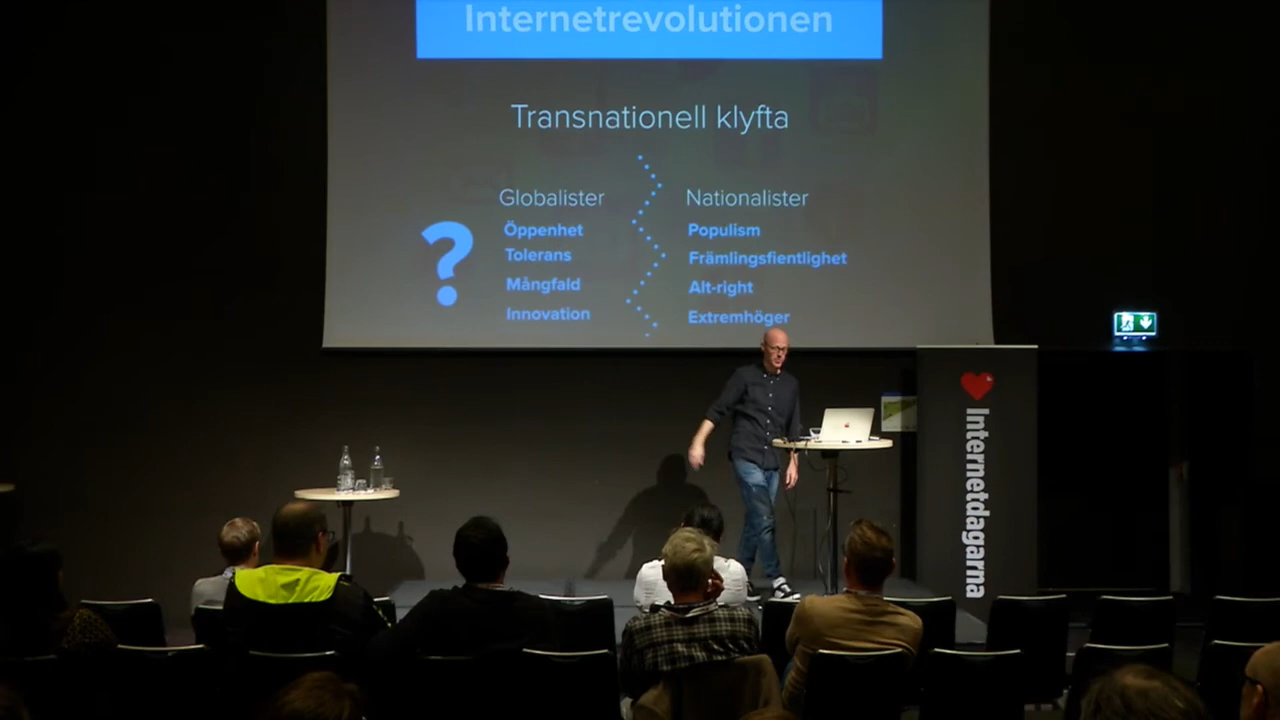 Internetrevolutionen
Transnationell klyfta
Globalister
Öppenhet
Tolerans
Mångfald
Innovation
?
Nationalister
Populism
Främlingsfientlighet
Alt-right
Extremhöger
Internetdagarna